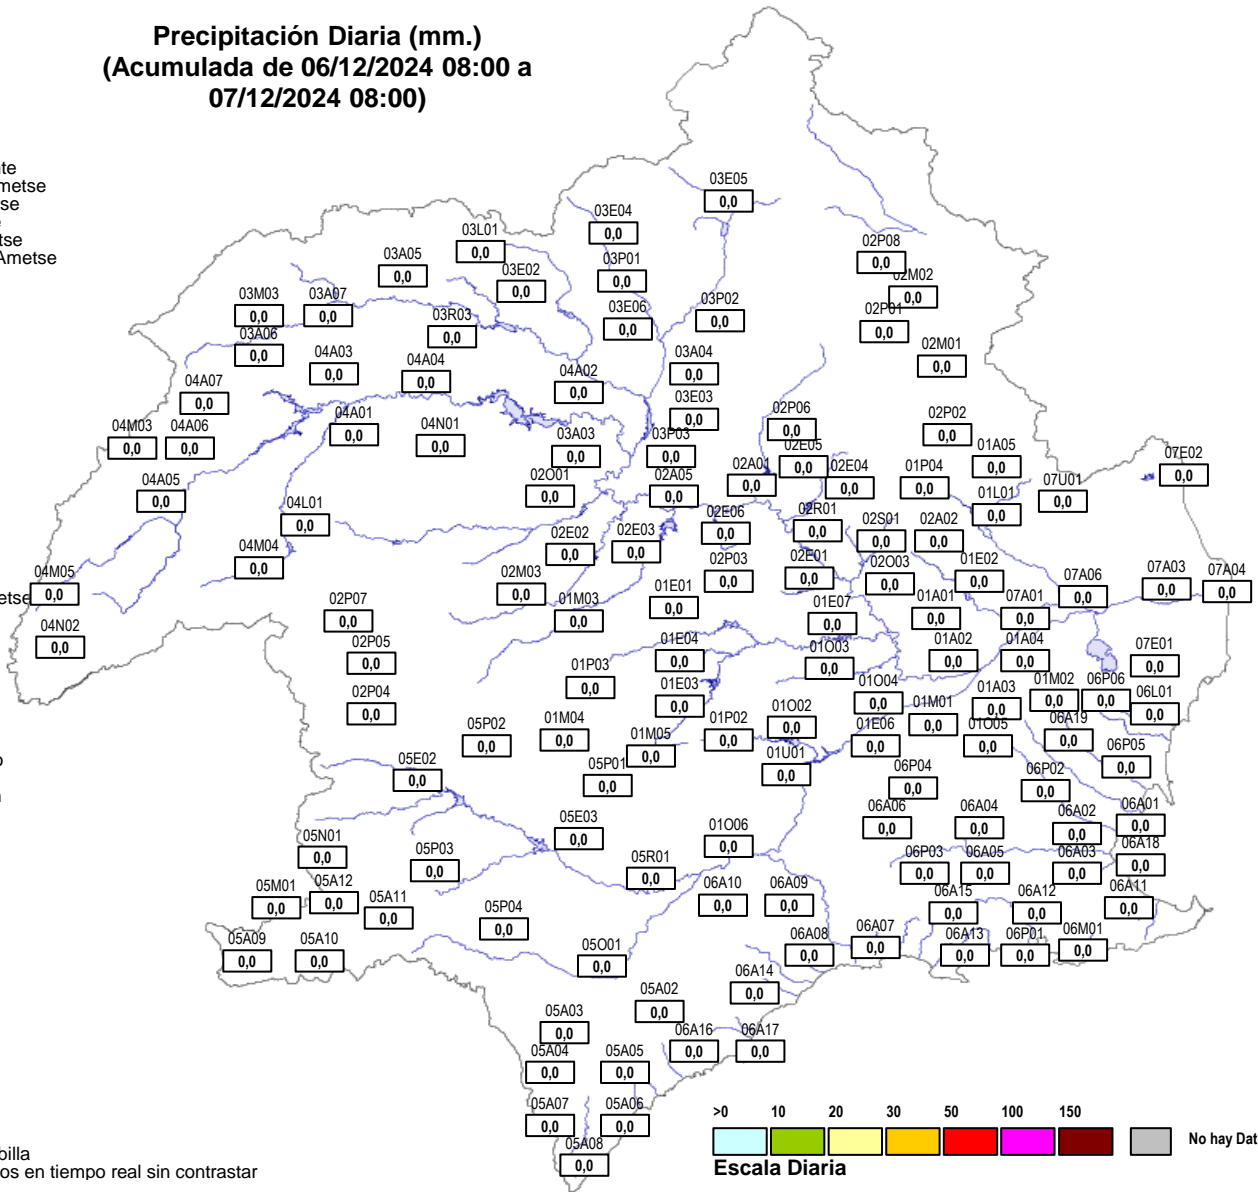 Precipitación Diaria (mm.)
(Acumulada de 06/12/2024 08:00 a
07/12/2024 08:00)
nte
metse
se
e
tse
Ametse
03E05
0,0
03E04
0,0
03L01
0,0
02P08
0,0
03A05
0,0
03P01
0,0
03E02
0,0
02M02
0,0
03M03
0,0
03A07
0,0
03P02
0,0
03R03
0,0
03E06
0,0
02P01
0,0
03A06
0,0
02M01
0,0
04A03
0,0
04A04
0,0
03A04
0,0
04A02
0,0
04A07
0,0
03E03
0,0
02P06
0,0
04M03
0,0
04A06
0,0
04A01
0,0
04N01
0,0
02P02
0,0
03A03
0,0
03P03
0,0
02E05
0,0
01A05
0,0
07E02
0,0
04A05
0,0
02O01
0,0
02A05
0,0
02A01
0,0
02E04
0,0
01P04
0,0
07U01
0,0
01L01
0,0
04L01
0,0
02E06
0,0
02R01
0,0
02S01
0,0
02A02
0,0
02E02
0,0
02E03
0,0
04M04
0,0
02P03
0,0
02E01
0,0
02O03
0,0
01E02
0,0
04M05
0,0
etse
02M03
0,0
07A06
0,0
07A03
0,0
07A04
0,0
02P07
0,0
01M03
0,0
01E01
0,0
01E07
0,0
01A01
0,0
07A01
0,0
04N02
0,0
02P05
0,0
01E04
0,0
01O03
0,0
01A02
0,0
01A04
0,0
07E01
0,0
01P03
0,0
02P04
0,0
01E03
0,0
01O04
0,0
01A03
0,0
01M02
0,0
06P06
0,0
06L01
0,0
05P02
0,0
01M04
0,0
01P02
0,0
01O02
0,0
01M01
0,0
01E06
0,0
01O05
0,0
06A19
0,0
01M05
0,0
o
05E02
0,0
05P01
0,0
01U01
0,0
06P04
0,0
06P02
0,0
06P05
0,0
n
05E03
0,0
06A06
0,0
06A04
0,0
06A02
0,0
06A01
0,0
05N01
0,0
05P03
0,0
01O06
0,0
05R01
0,0
06P03
0,0
06A05
0,0
06A03
0,0
06A18
0,0
05M01
0,0
05A12
0,0
05A11
0,0
06A10
0,0
06A09
0,0
06A15
0,0
06A12
0,0
06A11
0,0
05P04
0,0
05A09
0,0
05A10
0,0
05O01
0,0
06A08
0,0
06A07
0,0
06A13
0,0
06P01
0,0
06M01
0,0
06A14
0,0
05A02
0,0
05A03
0,0
06A16
0,0
06A17
0,0
05A04
0,0
05A05
0,0
05A07
0,0
05A06
0,0
05A08
0,0
>0 10 20 30 50 100 150
No hay Dat
Escala Diaria
billa
os en tiempo real sin contrastar